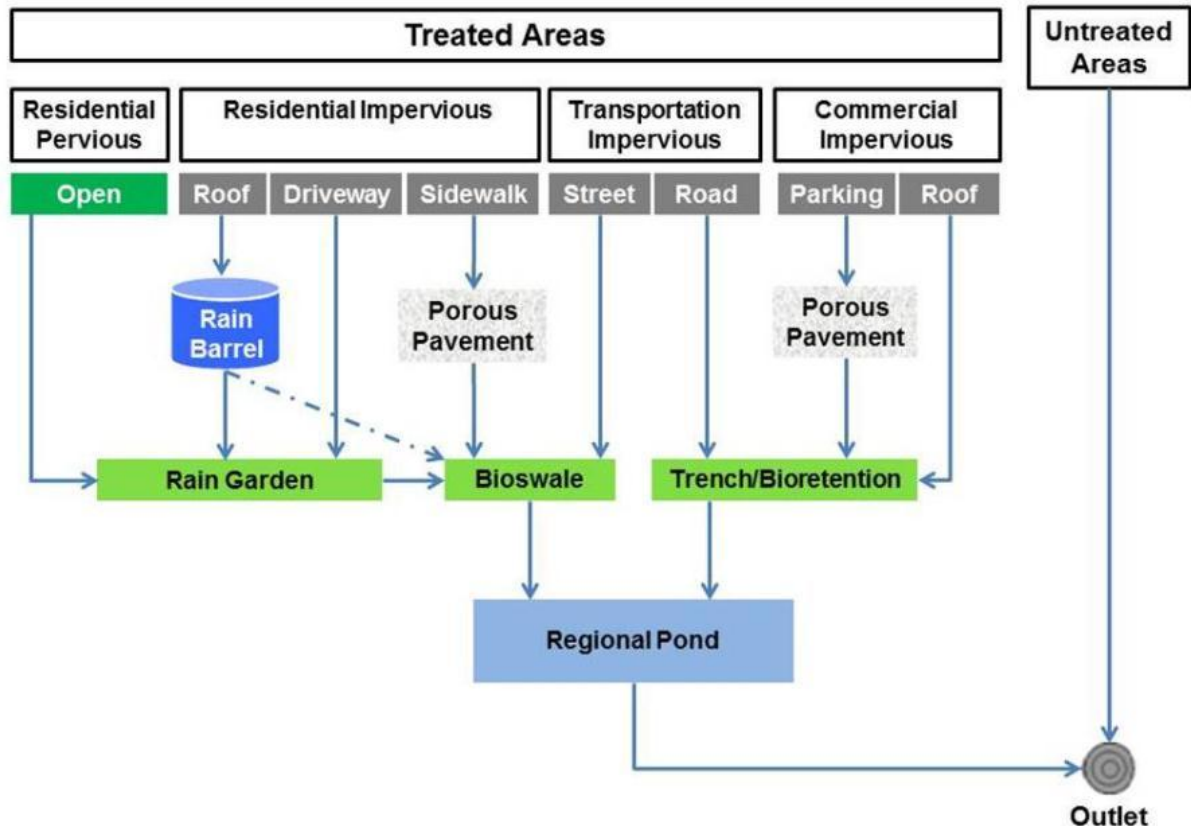 Treated Areas
Untreated
Areas
Residential
Pervious
Residential Impervious
Transportation
Impervious
Commercial
Impervious
Open
Roof
Driveway
Sidewalk
Street
Road
Parking
Roof
Rain
Barrel
Porous
Pavement
Porous
Pavement
Rain Garden
Bioswale
Trench/Bioretention
Regional Pond
Outlet